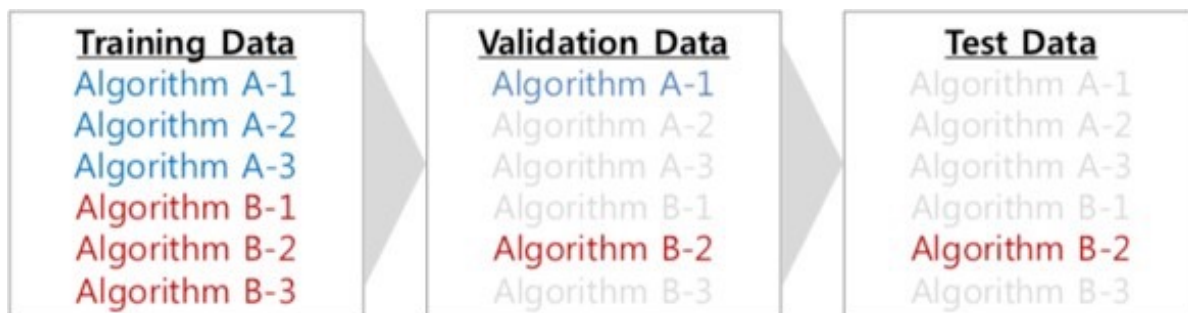 Training Data
Algorithm A-1
Algorithm A-2
Algorithm A-3
Algorithm B-1
Algorithm B-2
Algorithm B-3
Validation Data
Algorithm A-1
Algorithm A-2
Algorithm A-3
Algorithm B-1
Algorithm B-2
Algorithm B-3
Test Data
Algorithm A-1
Algorithm A-2
Algorithm A-3
Algorithm B-1
Algorithm B-2
Algorithm B-3